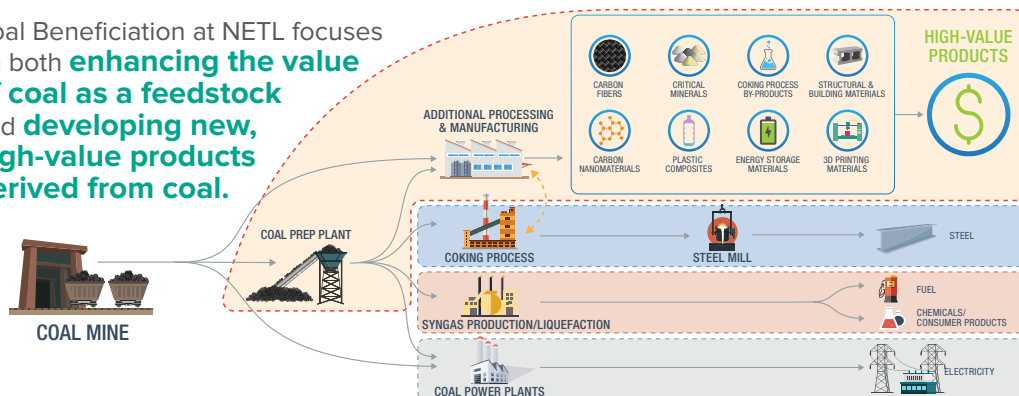 oal Beneficiation at NETL focuses
both enhancing the value
coal as a feedstock
d developing new,
gh-value products
erived from coal.
HIGH-VALUE
PRODUCTS
CARBON
FIBERS
CRITICAL
MINERALS
COKING PROCESS
BY-PRODUCTS
STRUCTURAL &
BUILDING MATERIALS
CARBON
NANOMATERIALS
PLASTIC
COMPOSITES
ENERGY STORAGE
MATERIALS
3D PRINTING
MATERIALS
ADDITIONAL PROCESSING
& MANUFACTURING
COAL PREP PLANT
COAL MINE
COKING PROCESS
STEEL MILL
STEEL
SYNGAS PRODUCTION/LIQUEFACTION
FUEL
CHEMICALS/
CONSUMER PRODUCTS
COAL POWER PLANTS
ELECTRICITY